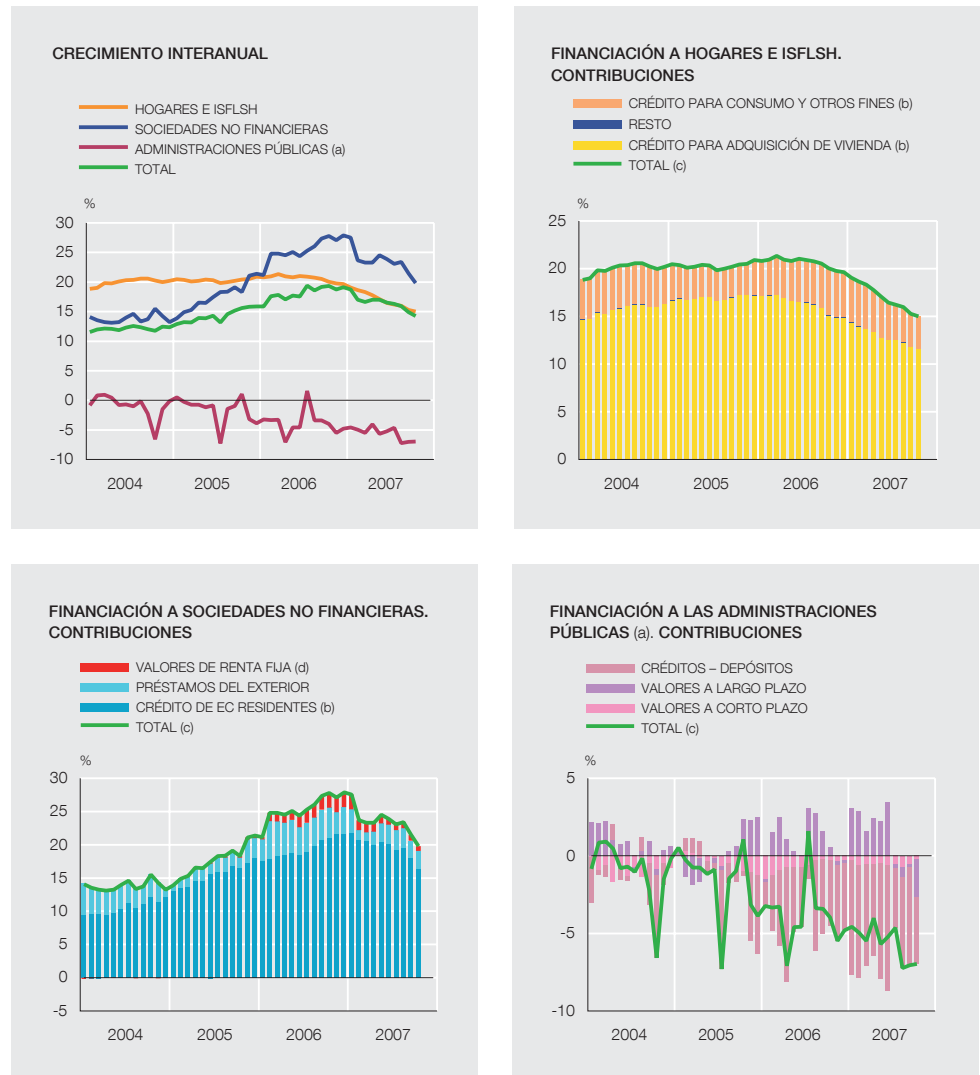 CRECIMIENTO INTERANUAL
HOGARES E ISFLSH
SOCIEDADES NO FINANCIERAS
ADMINISTRACIONES PÚBLICAS (a)
TOTAL
%
30
25
20
15
10
5
0
-5
-10
2004 2005 2006 2007
FINANCIACIÓN A HOGARES E ISFLSH.
CONTRIBUCIONES
CRÉDITO PARA CONSUMO Y OTROS FINES (b)
RESTO
CRÉDITO PARA ADQUISICIÓN DE VIVIENDA (b)
TOTAL (c)
%
25
20
15
10
5
0
2004 2005 2006 2007
FINANCIACIÓN A SOCIEDADES NO FINANCIERAS.
CONTRIBUCIONES
VALORES DE RENTA FIJA (d)
PRÉSTAMOS DEL EXTERIOR
CRÉDITO DE EC RESIDENTES (b)
TOTAL (c)
%
30
25
20
15
10
5
0
-5
2004 2005 2006 2007
FINANCIACIÓN A LAS ADMINISTRACIONES
PÚBLICAS (a). CONTRIBUCIONES
CRÉDITOS – DEPÓSITOS
VALORES A LARGO PLAZO
VALORES A CORTO PLAZO
TOTAL (c)
%
5
0
-5
-10
2004 2005 2006 2007